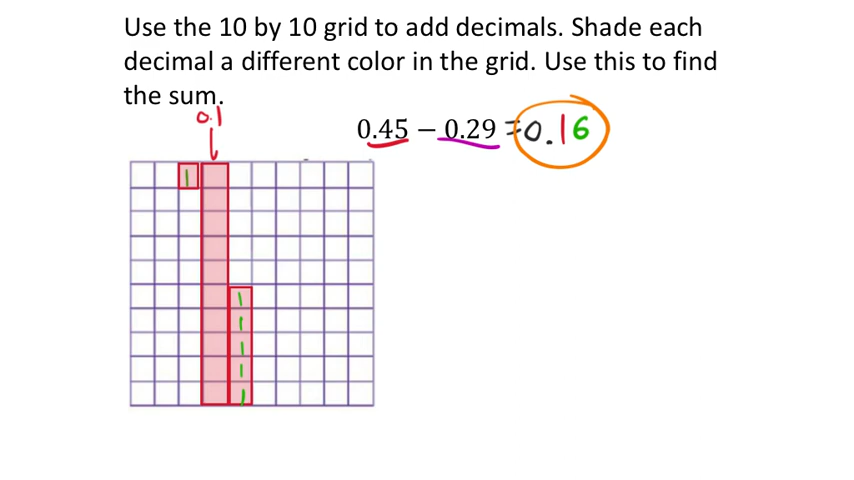 Use the 10 by 10 grid to add decimals. Shade each
decimal a different color in the grid. Use this to find
the sum.
0.1
0.45 − 0.29 = 0.16
1
1
1
1
1
1